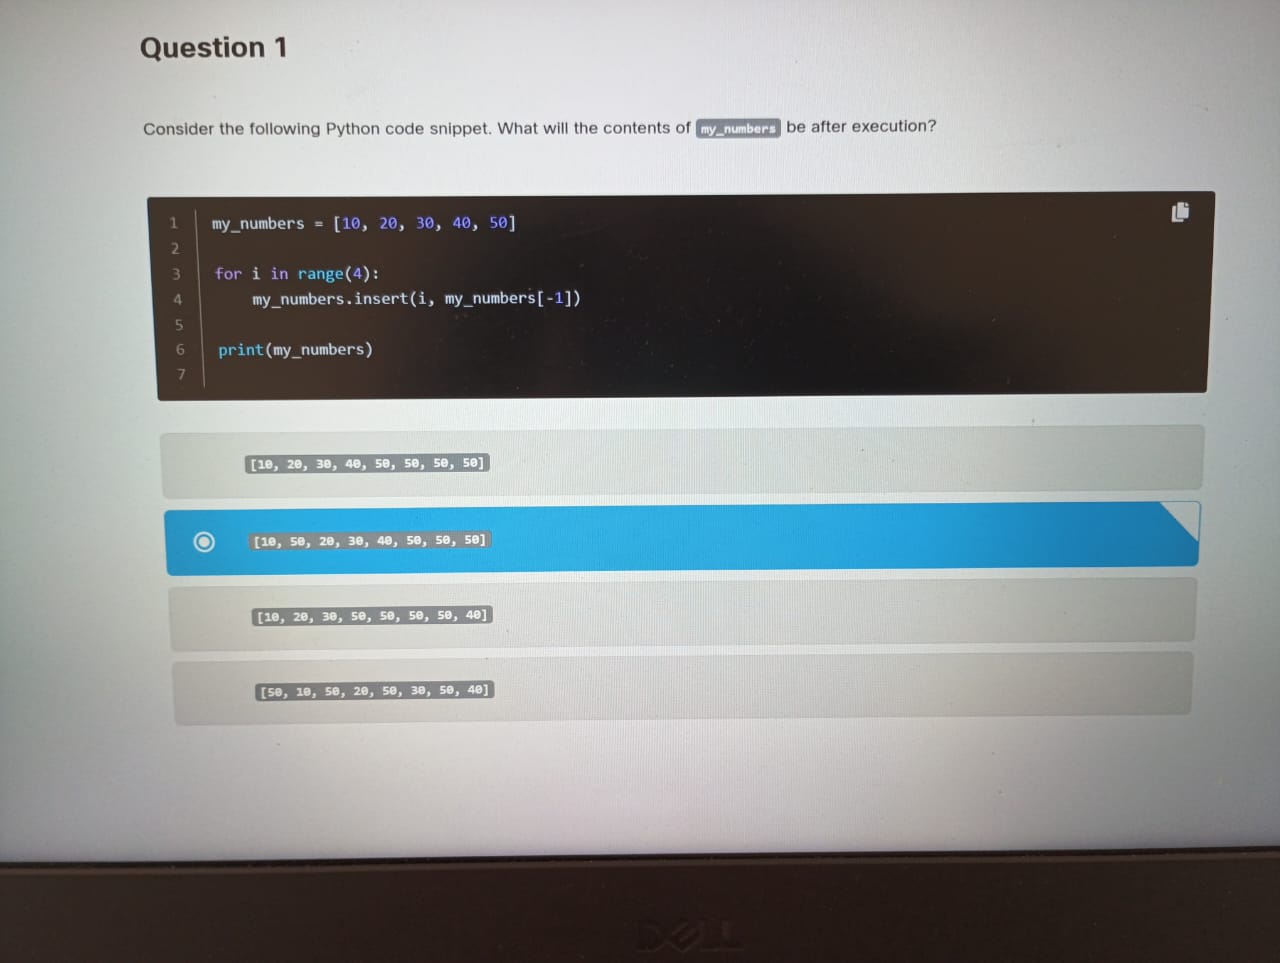 Question 1
Consider the following Python code snippet. What will the contents of my_numbers be after execution?
1 my_numbers = [10, 20, 30, 40, 50]
2
3 for i in range(4):
4     my_numbers.insert(i, my_numbers[-1])
5
6 print(my_numbers)
7
[10, 20, 30, 40, 50, 50, 50, 50]
[10, 50, 20, 30, 40, 50, 50, 50]
[10, 20, 30, 50, 50, 50, 50, 40]
[50, 10, 50, 20, 50, 30, 50, 40]
DELL